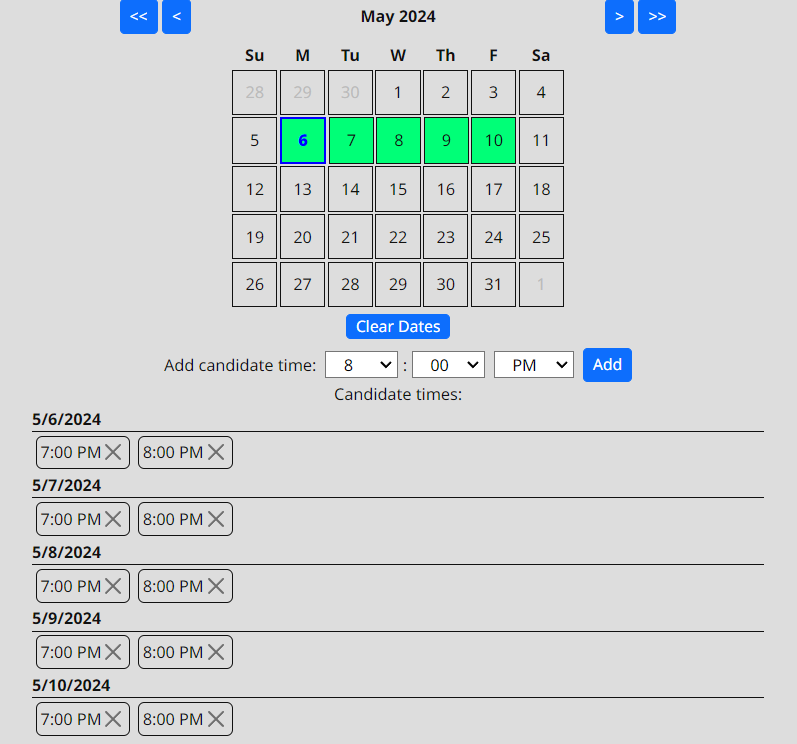 << < May 2024 > >>
Su M Tu W Th F Sa
28 29 30 1 2 3 4
5 6 7 8 9 10 11
12 13 14 15 16 17 18
19 20 21 22 23 24 25
26 27 28 29 30 31 1
Clear Dates
Add candidate time: 8 : 00 PM Add
Candidate times:
5/6/2024
7:00 PM 8:00 PM
5/7/2024
7:00 PM 8:00 PM
5/8/2024
7:00 PM 8:00 PM
5/9/2024
7:00 PM 8:00 PM
5/10/2024
7:00 PM 8:00 PM